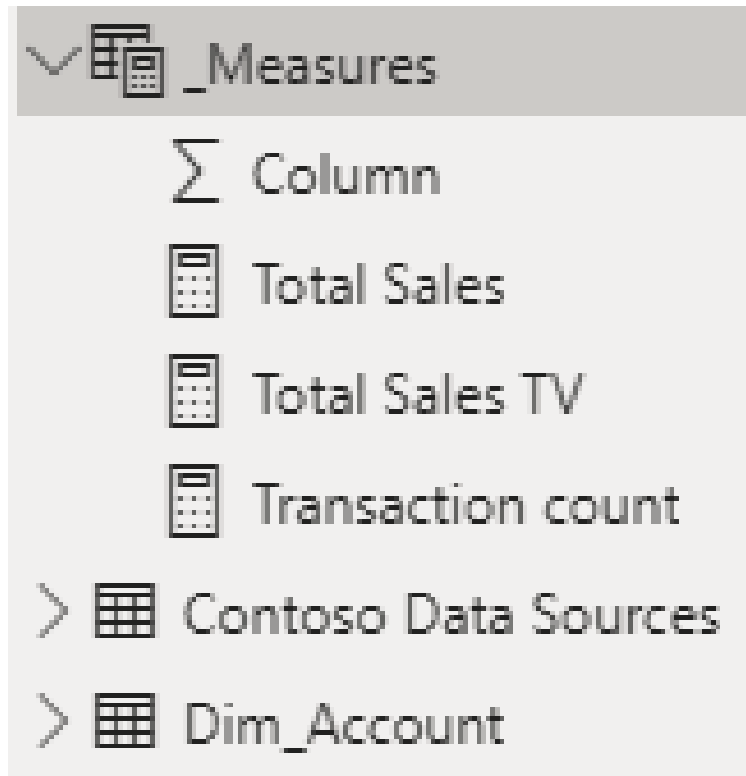 _Measures
Column
Total Sales
Total Sales TV
Transaction count
Contoso Data Sources
Dim_Account